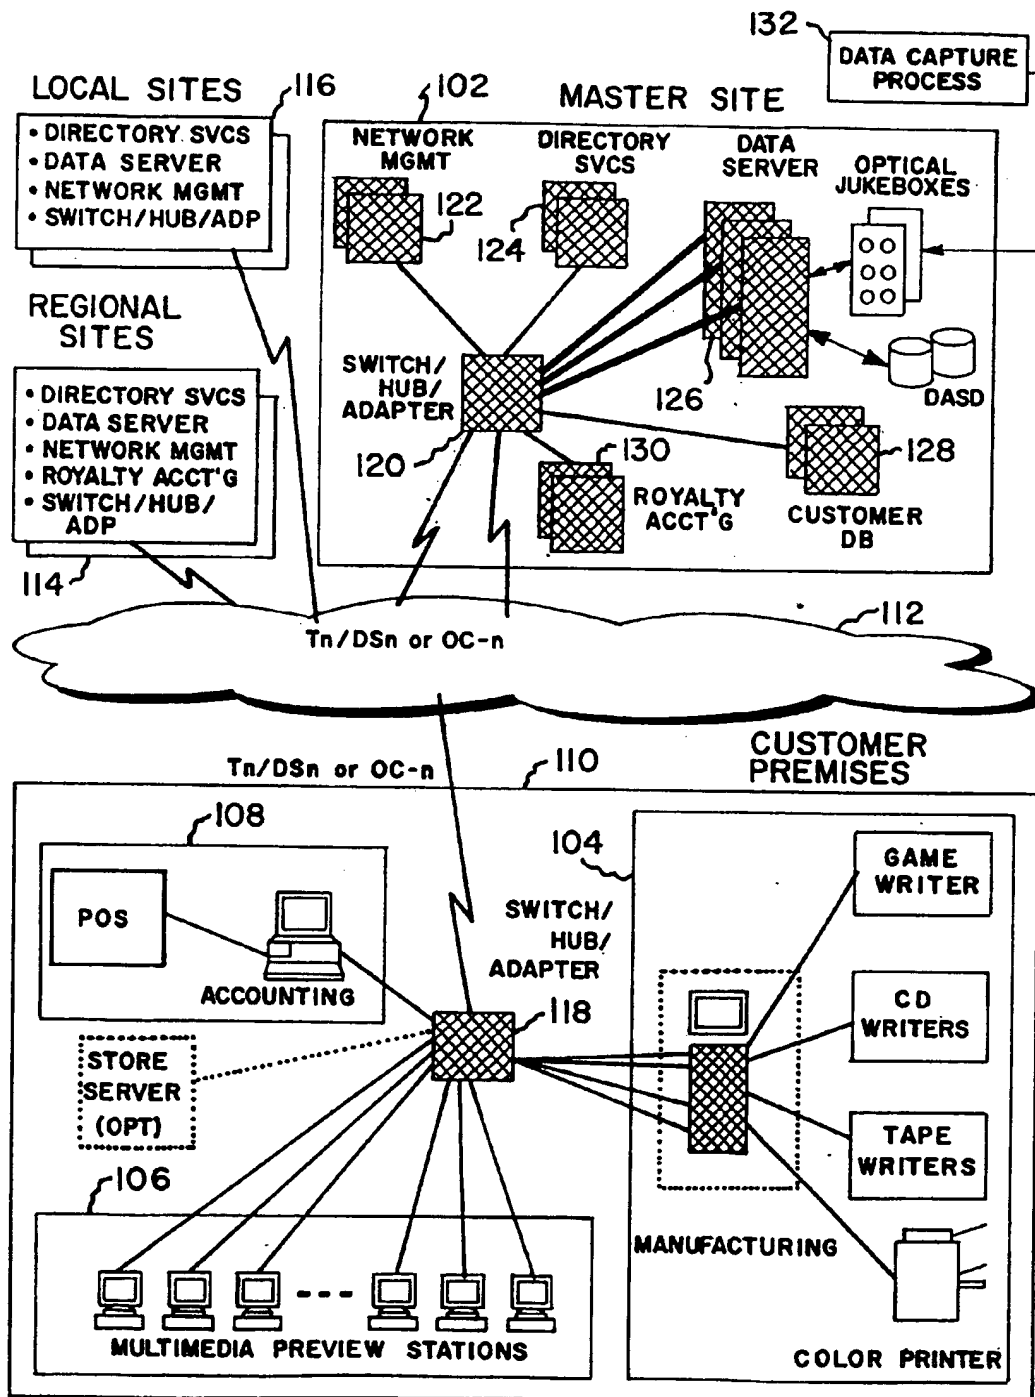 132
DATA CAPTURE
PROCESS
LOCAL SITES
116
• DIRECTORY SVCS
• DATA SERVER
• NETWORK MGMT
• SWITCH/HUB/ADP
102
MASTER SITE
NETWORK
MGMT
122
DIRECTORY
SVCS
124
DATA
SERVER
OPTICAL
JUKEBOXES
REGIONAL
SITES
• DIRECTORY SVCS
• DATA SERVER
• NETWORK MGMT
• ROYALTY ACCT'G
• SWITCH/HUB/
ADP
114
SWITCH/
HUB/
ADAPTER
120
126
DASD
128
CUSTOMER
DB
130
ROYALTY
ACCT'G
112
Tn/DSn or OC-n
CUSTOMER
PREMISES
Tn/DSn or OC-n
110
108
POS
ACCOUNTING
SWITCH/
HUB/
ADAPTER
118
STORE
SERVER
(OPT)
104
GAME
WRITER
CD
WRITERS
TAPE
WRITERS
MANUFACTURING
COLOR PRINTER
106
MULTIMEDIA PREVIEW STATIONS